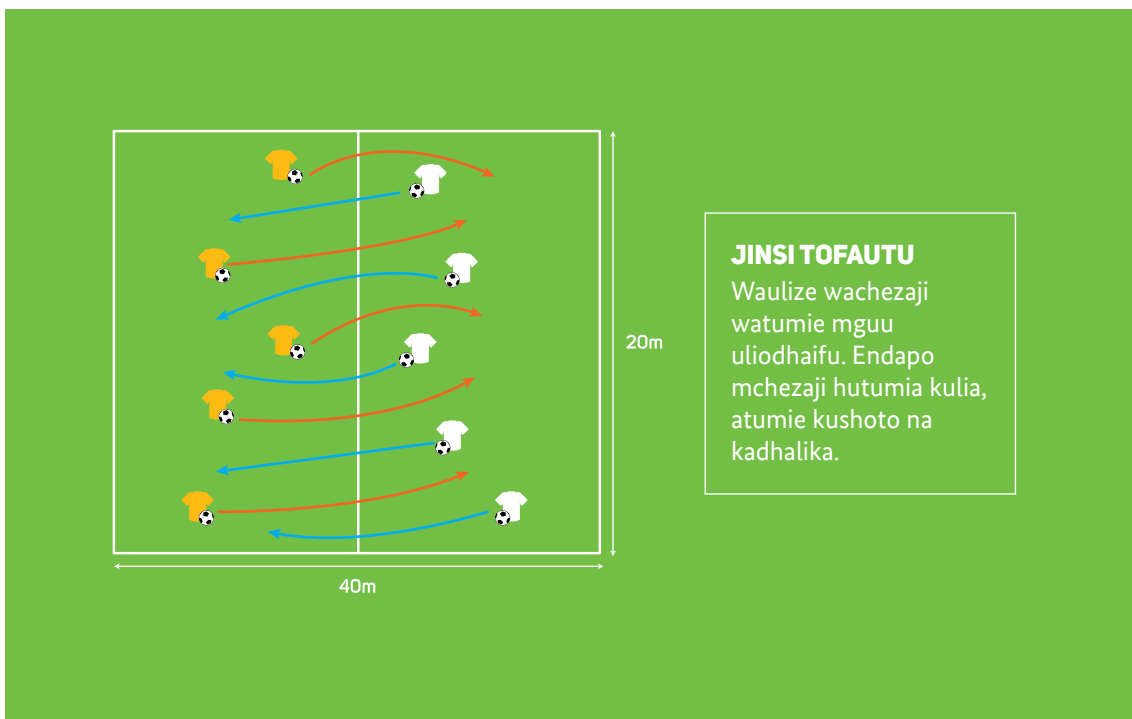 JINSI TOFAUTU
Waulize wachezaji
watumie mguu
uliodhaifu. Endapo
mchezaji hutumia kulia,
atumie kushoto na
kadhalika.
20m
40m